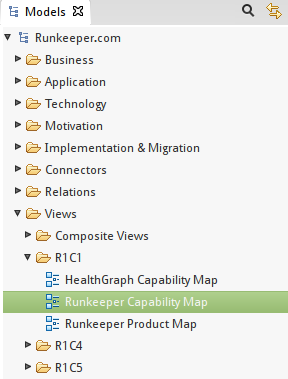 Models
Runkeeper.com
Business
Application
Technology
Motivation
Implementation & Migration
Connectors
Relations
Views
Composite Views
R1C1
HealthGraph Capability Map
Runkeeper Capability Map
Runkeeper Product Map
R1C4
R1C5